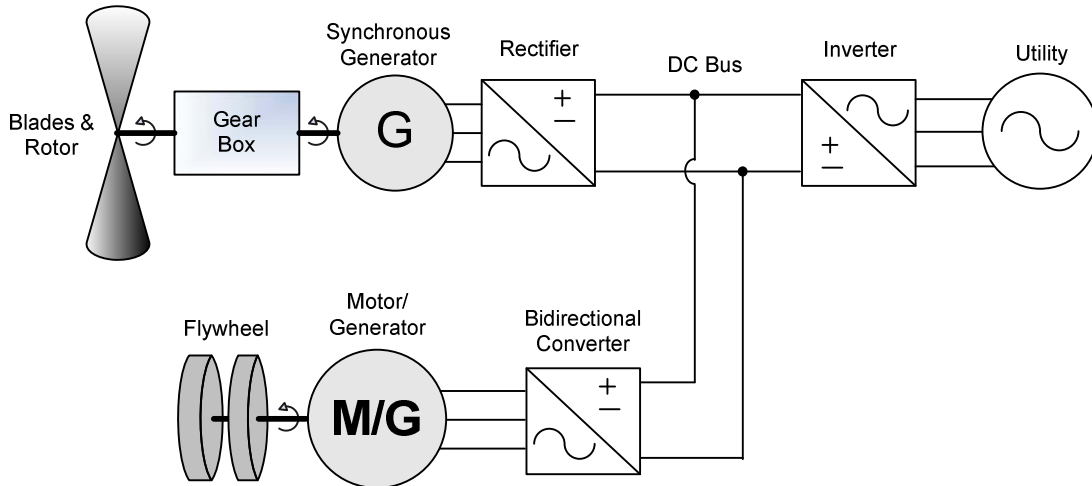 Synchronous
Generator
Rectifier
DC Bus
Inverter
Utility
Blades &
Rotor
Gear
Box
G
+
−
+
−
Flywheel
Motor/
Generator
Bidirectional
Converter
M/G
+
−